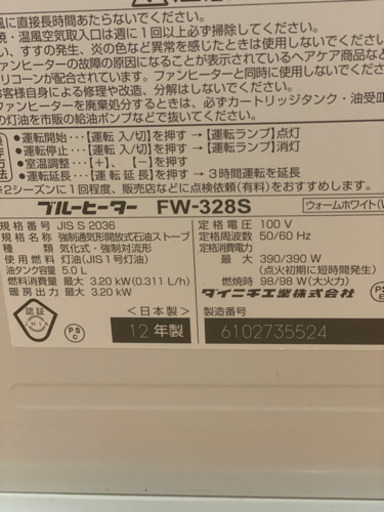 風に直接長時間あたらないでください。
焼・温風空気取入口は週に1回以上必ず掃除してください。
い、すすの発生、炎の色など異常を感じたときは使用しないでくだ
ファンヒーターの故障の原因となるおそれがあるヘアケア商品など
リコーンが配合されています。ファンヒーターと同時に使用しないでくださ
お客様自身による修理や改造、分解はしないでください。
ファンヒーターを廃棄処分するときは、必ずカートリッジタンク・油受皿
の灯油を市販の給油ポンプなどで抜いてください。
●運転開始…【運転 入/切】を押す→【運転ランプ】点灯
●運転停止…【運転 入/切】を押す→【運転ランプ】消灯
方 ●室温調整…【＋】、【－】を押す
法 ●運転延長…【運転延長】を押す→3時間運転を延長
※2シーズンに1回程度、販売店などに点検依頼(有料)をおすすめします。
ブルーヒーター FW-328S ウォームホワイト(W
規格番号 JIS S 2036
種類 強制通気形開放式石油ストーブ
気化式・強制対流形
使用燃料 灯油(JIS1号灯油)
油タンク容量 5.0 L
燃料消費量 最大 3.20 kW(0.311 L/h)
暖房出力 最大 3.20 kW
定格電圧 100 V
定格周波数 50/60 Hz
定格消費電力
最大 390/390 W
(点火初期に短時間発生)
燃焼時 98/98 W(大火力)
ダイニチ工業株式会社
認証
JHIA
PS
C
<日本製>
12年製
製造番号
6102735524
PS
E